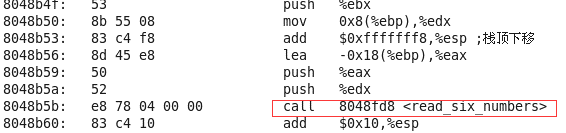 8048b4f: 53 push %ebx
8048b50: 8b 55 08 mov 0x8(%ebp),%edx
8048b53: 83 c4 f8 add $0xfffffff8,%esp ;栈顶下移
8048b56: 8d 45 e8 lea -0x18(%ebp),%eax
8048b59: 50 push %eax
8048b5a: 52 push %edx
8048b5b: e8 78 04 00 00 call 8048fd8 <read_six_numbers>
8048b60: 83 c4 10 add $0x10,%esp